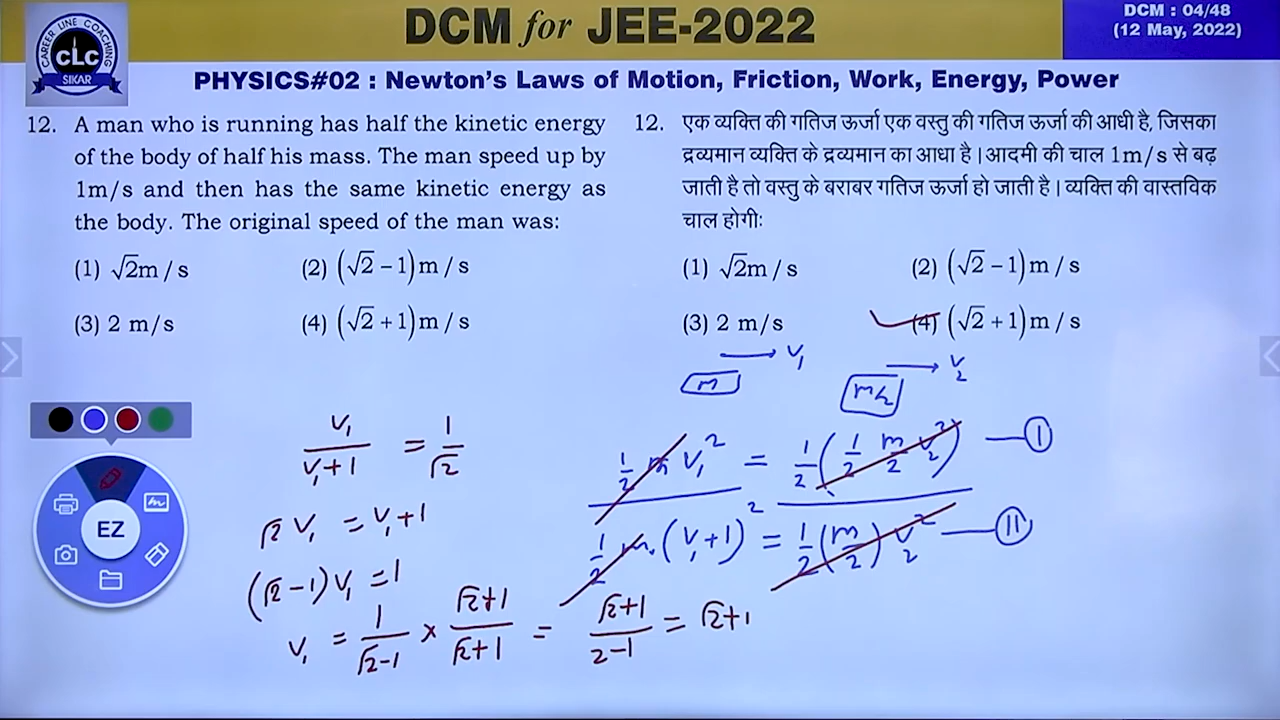 DCM for JEE-2022
DCM : 04/48
(12 May, 2022)
CAREER LINE COACHING
CLC
SIKAR
PHYSICS#02 : Newton's Laws of Motion, Friction, Work, Energy, Power
12. A man who is running has half the kinetic energy
of the body of half his mass. The man speed up by
1m/s and then has the same kinetic energy as
the body. The original speed of the man was:
(1) √2m / s (2) (√2 − 1)m / s
(3) 2 m/s (4) (√2 + 1)m / s
12. एक व्यक्ति की गतिज ऊर्जा एक वस्तु की गतिज ऊर्जा की आधी है, जिसका
द्रव्यमान व्यक्ति के द्रव्यमान का आधा है। आदमी की चाल 1m/s से बढ़
जाती है तो वस्तु के बराबर गतिज ऊर्जा हो जाती है। व्यक्ति की वास्तविक
चाल होगीः
(1) √2m / s (2) (√2 − 1)m / s
(3) 2 m/s (4) (√2 + 1)m / s
m → v₁ m/2 → v₂
1/2 m v₁² = 1/2 (1/2 m/2 v₂²) — I
1/2 m. (v₁+1)² = 1/2 (m/2) v₂² — II
v₁/(v₁+1) = 1/√2
√2 v₁ = v₁+1
(√2−1) v₁ = 1
v₁ = 1/(√2−1) × (√2+1)/(√2+1) = (√2+1)/(2−1) = √2+1
EZ